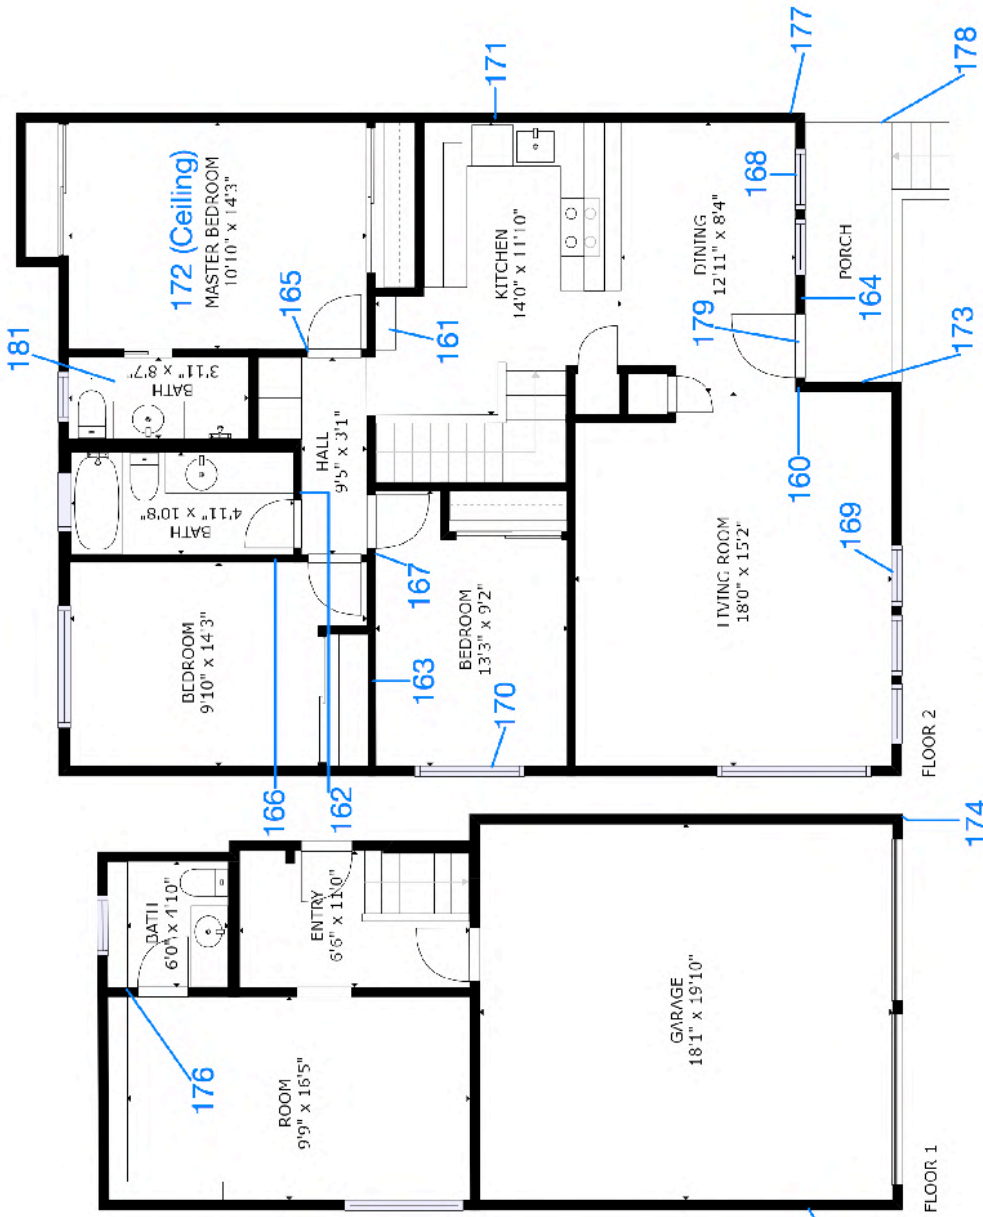 181
172 (Ceiling)
MASTER BEDROOM
10'10" x 14'3"
165
BATH
3'11" x 8'7"
161
171
KITCHEN
14'0" x 11'10"
177
178
168
DINING
12'11" x 8'4"
PORCH
164
179
173
HALL
9'5" x 3'1"
BATH
4'11" x 10'8"
160
169
167
BEDROOM
9'10" x 14'3"
163
BEDROOM
13'3" x 9'2"
170
LIVING ROOM
18'0" x 15'2"
166
162
FLOOR 2
174
BATH
6'0" x 4'10"
ENTRY
6'6" x 11'0"
176
ROOM
9'9" x 16'5"
GARAGE
18'1" x 19'10"
FLOOR 1